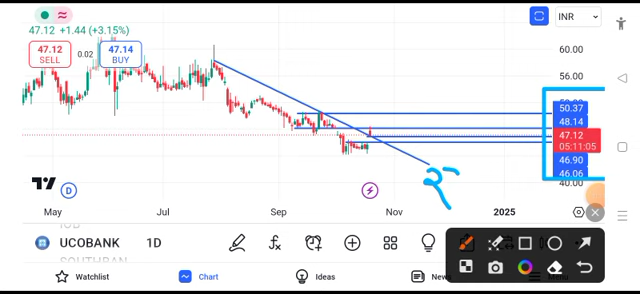 47.12 +1.44 (+3.15%)
INR
47.12
SELL
0.02
47.14
BUY
60.00
56.00
50.37
48.14
47.12
05:11:05
46.90
46.06
40.00
D
May
Jul
Sep
Nov
2025
UCOBANK
1D
Watchlist
Chart
Ideas
News